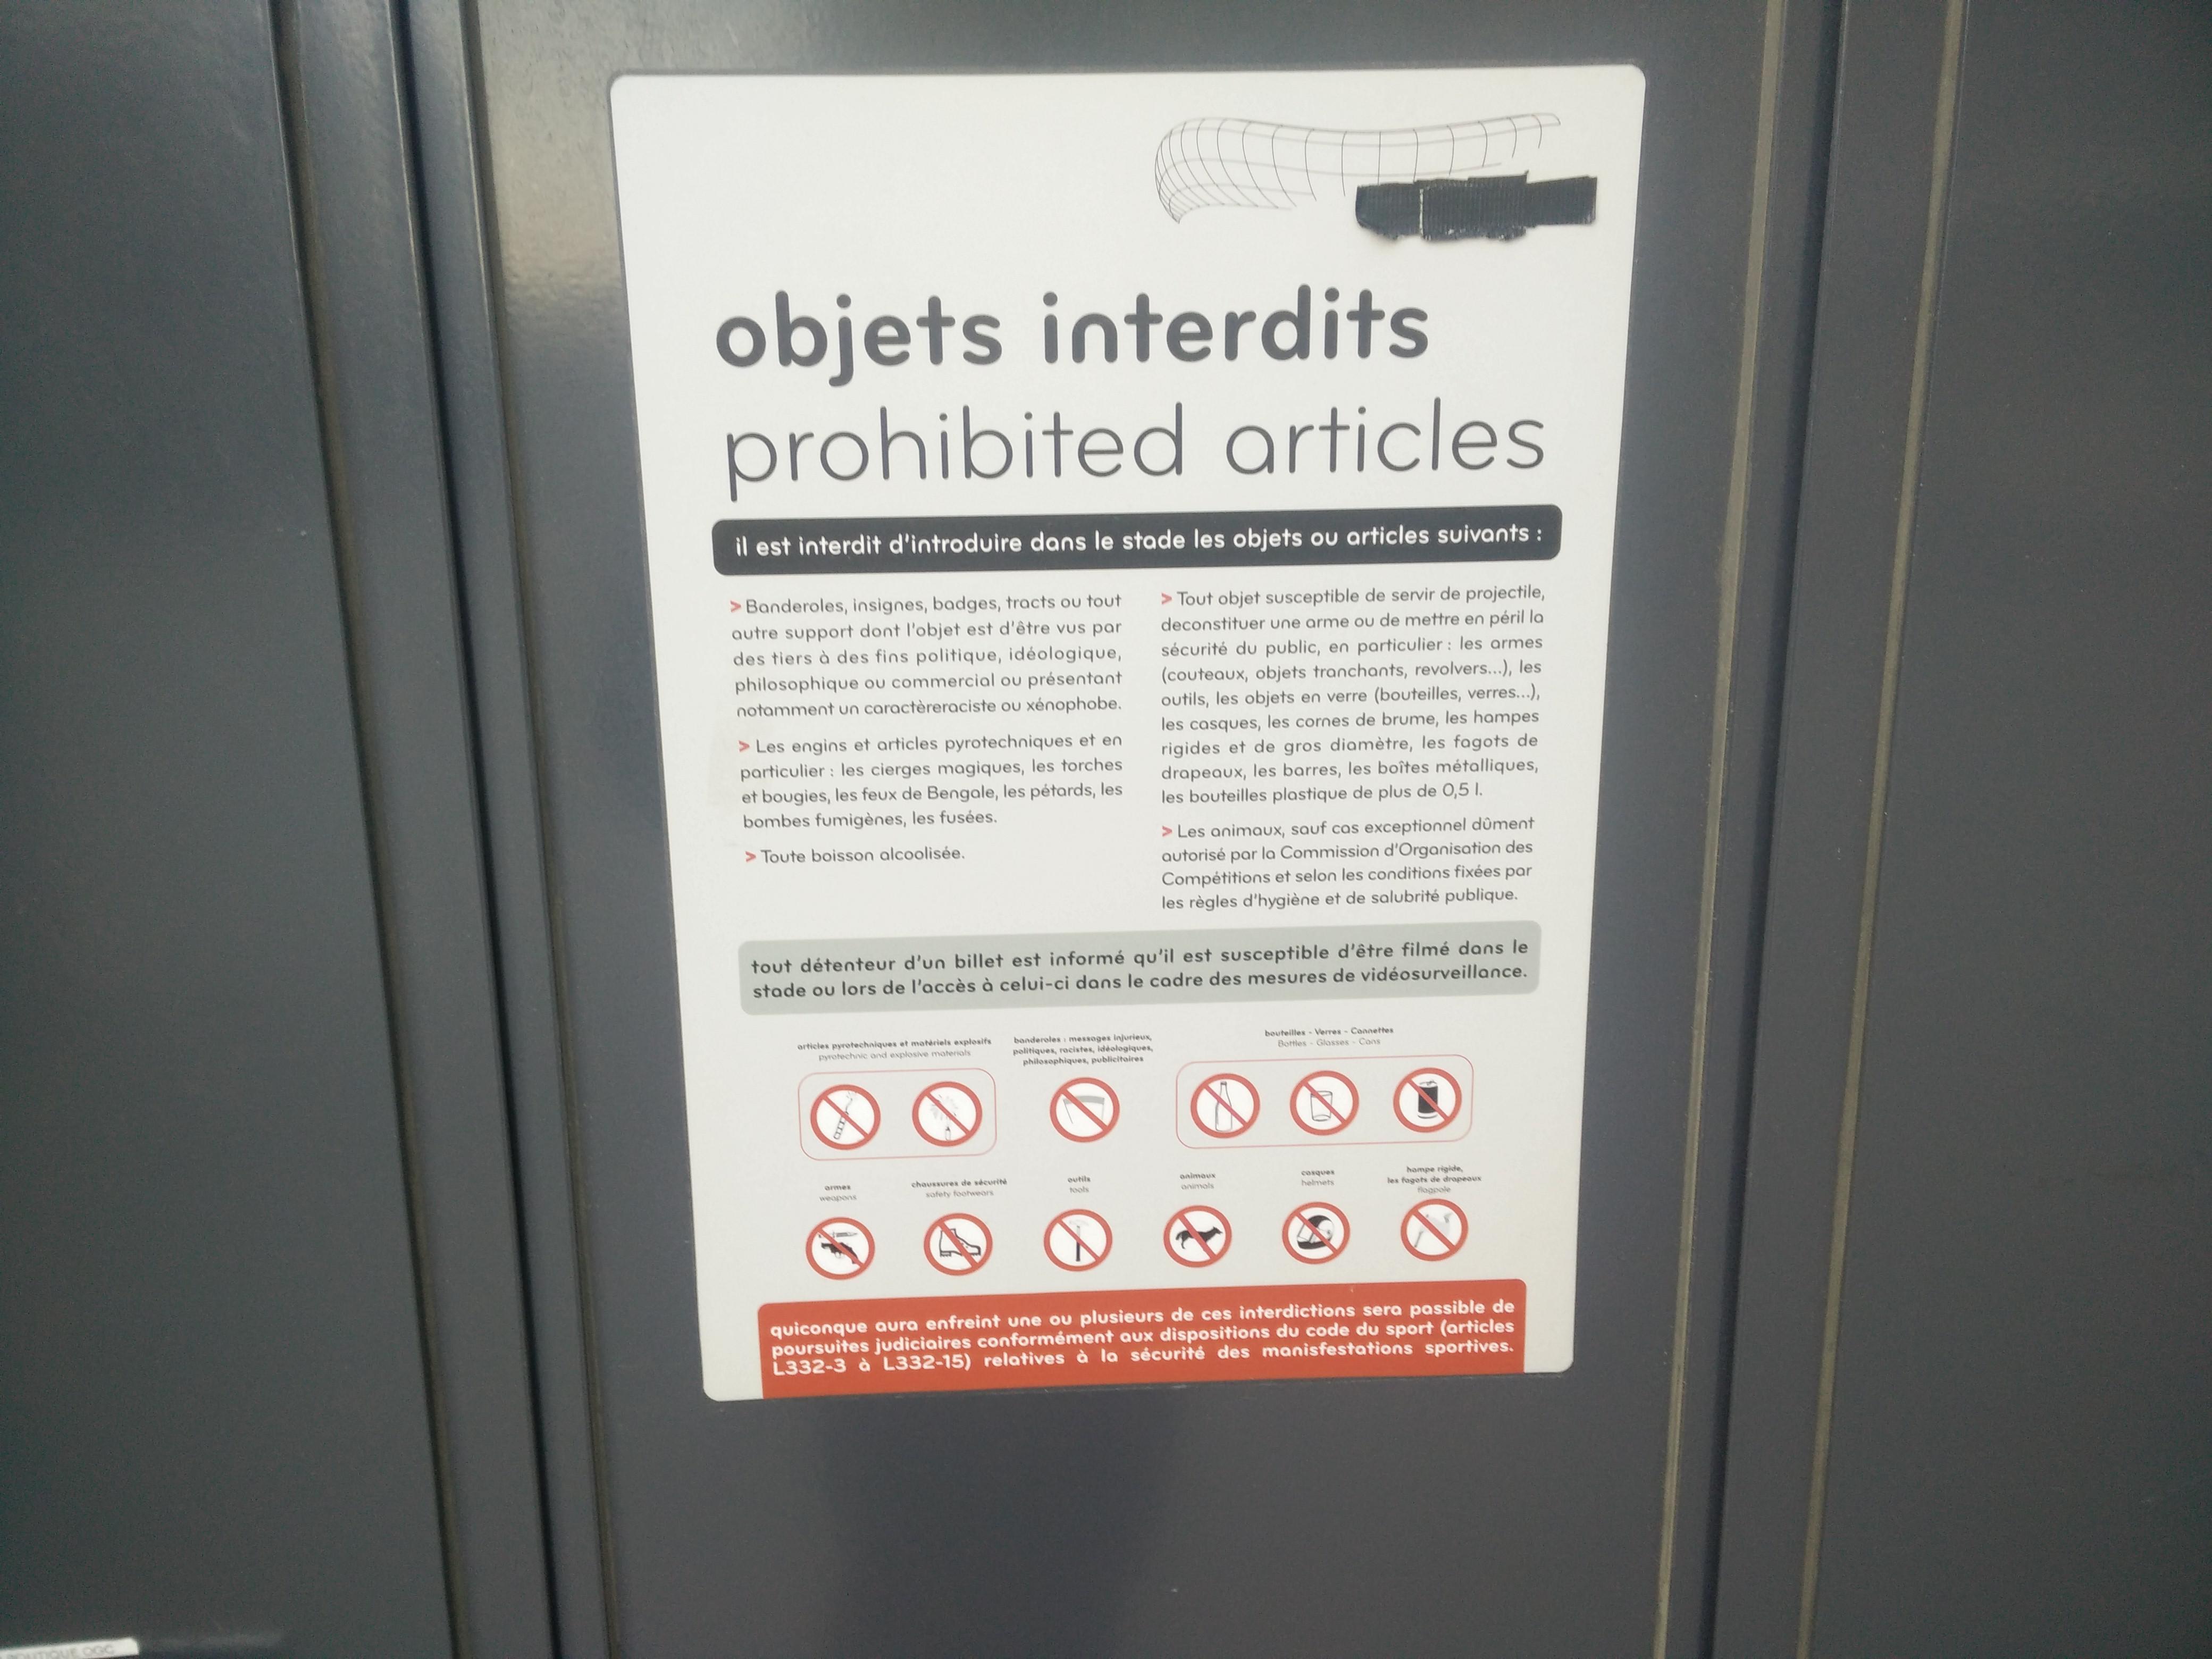 objets interdits
prohibited articles
il est interdit d'introduire dans le stade les objets ou articles suivants :
> Banderoles, insignes, badges, tracts ou tout
autre support dont l'objet est d'être vus par
des tiers à des fins politique, idéologique,
philosophique ou commercial ou présentant
notamment un caractèreraciste ou xénophobe.
> Les engins et articles pyrotechniques et en
particulier : les cierges magiques, les torches
et bougies, les feux de Bengale, les pétards, les
bombes fumigènes, les fusées.
> Toute boisson alcoolisée.
> Tout objet susceptible de servir de projectile,
deconstituer une arme ou de mettre en péril la
sécurité du public, en particulier : les armes
(couteaux, objets tranchants, revolvers...), les
outils, les objets en verre (bouteilles, verres...),
les casques, les cornes de brume, les hampes
rigides et de gros diamètre, les fagots de
drapeaux, les barres, les boîtes métalliques,
les bouteilles plastique de plus de 0,5 l.
> Les animaux, sauf cas exceptionnel dûment
autorisé par la Commission d'Organisation des
Compétitions et selon les conditions fixées par
les règles d'hygiène et de salubrité publique.
tout détenteur d'un billet est informé qu'il est susceptible d'être filmé dans le
stade ou lors de l'accès à celui-ci dans le cadre des mesures de vidéosurveillance.
articles pyrotechniques et matériels explosifs
pyrotechnic and explosive materials
banderoles : messages injurieux,
politiques, racistes, idéologiques,
philosophiques, publicitaires
bouteilles - Verres - Cannettes
Bottles - Glasses - Cans
armes
weapons
chaussures de sécurité
safety footwears
outils
tools
animaux
animals
casques
helmets
hampe rigide,
les fagots de drapeaux
flagpole
quiconque aura enfreint une ou plusieurs de ces interdictions sera passible de
poursuites judiciaires conformément aux dispositions du code du sport (articles
L332-3 à L332-15) relatives à la sécurité des manisfestations sportives.